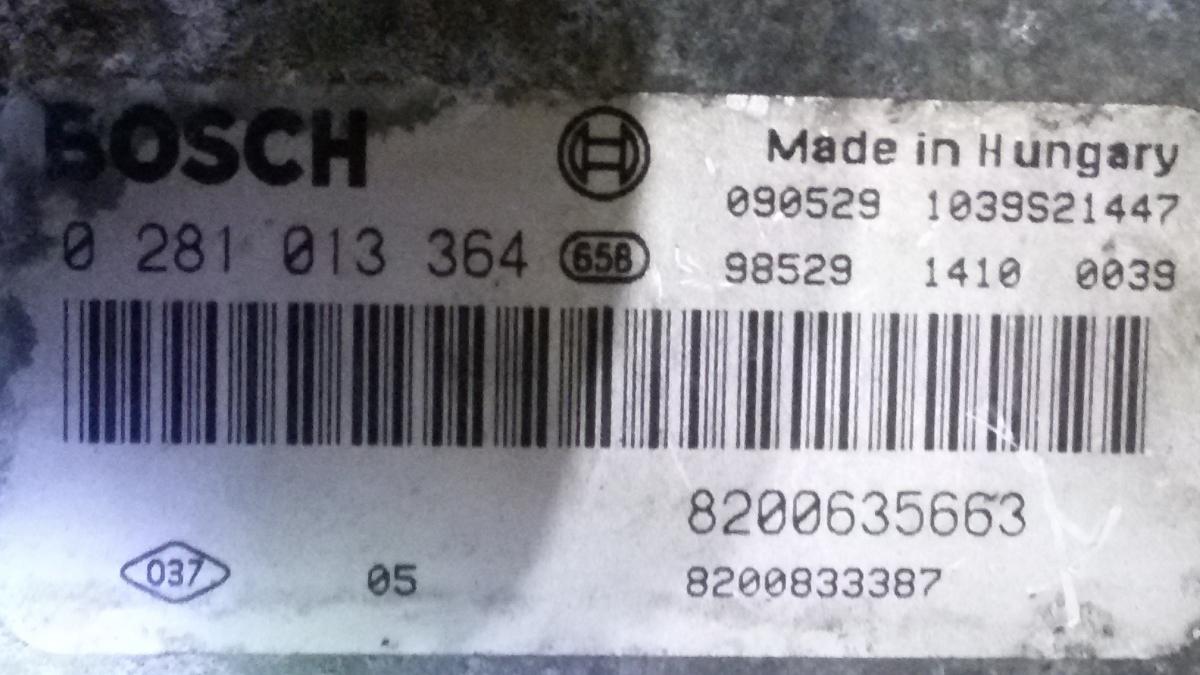 BOSCH
Made in Hungary
090529 1039S21447
0 281 013 364 658
98529 1410 0039
8200635663
037 05 8200833387